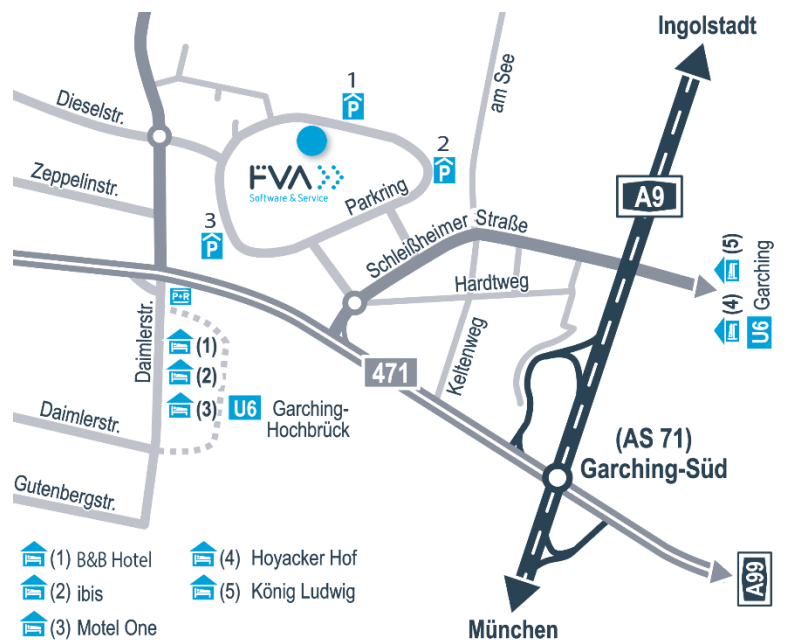 Ingolstadt
1
P
am See
Dieselstr.
2
P
FVA
Software & Service
Zeppelinstr.
A9
Parkring
3
P
Schleißheimer Straße
(5)
Garching
Hardtweg
(4)
U6
P+R
Daimlerstr.
(1)
Keltenweg
(2)
471
(3) U6 Garching-
Hochbrück
Daimlerstr.
(AS 71)
Garching-Süd
Gutenbergstr.
(1) B&B Hotel
(4) Hoyacker Hof
(2) ibis
(5) König Ludwig
A99
(3) Motel One
München